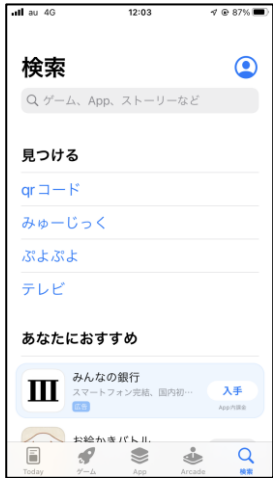 au 4G 12:03 87%
検索
ゲーム、App、ストーリーなど
見つける
qrコード
みゅーじっく
ぷよぷよ
テレビ
あなたにおすすめ
みんなの銀行
スマートフォン完結、国内初…
入手
広告
App内課金
お絵かきバトル
Today ゲーム App Arcade 検索